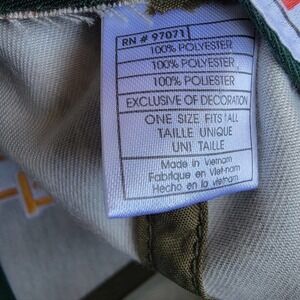 RN # 97071
100% POLYESTER
100% POLYESTER
100% POLIESTER
EXCLUSIVE OF DECORATION
ONE SIZE FITS ALL
TAILLE UNIQUE
UNI TALLE
Made in Vietnam
Fabriqué en Viet-nam
Hecho en la vietnam